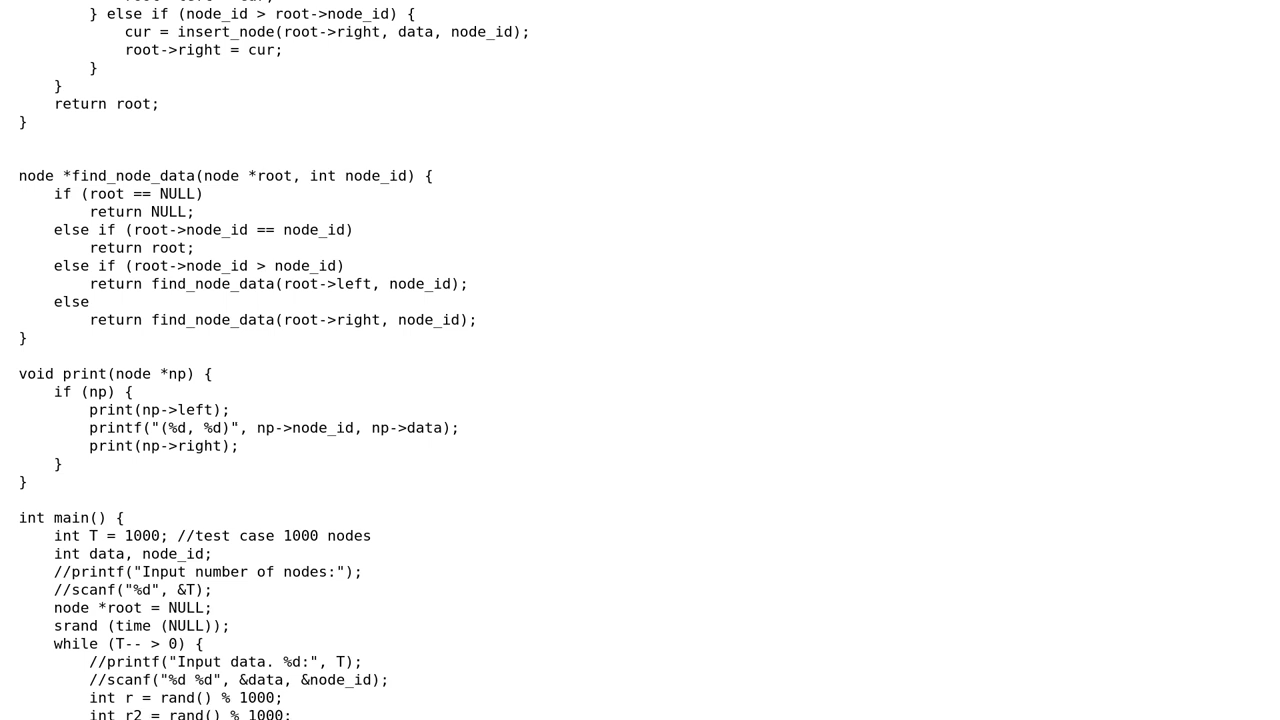 } else if (node_id > root->node_id) {
            cur = insert_node(root->right, data, node_id);
            root->right = cur;
        }
    }
    return root;
}


node *find_node_data(node *root, int node_id) {
    if (root == NULL)
        return NULL;
    else if (root->node_id == node_id)
        return root;
    else if (root->node_id > node_id)
        return find_node_data(root->left, node_id);
    else
        return find_node_data(root->right, node_id);
}

void print(node *np) {
    if (np) {
        print(np->left);
        printf("(%d, %d)", np->node_id, np->data);
        print(np->right);
    }
}

int main() {
    int T = 1000; //test case 1000 nodes
    int data, node_id;
    //printf("Input number of nodes:");
    //scanf("%d", &T);
    node *root = NULL;
    srand (time (NULL));
    while (T-- > 0) {
        //printf("Input data. %d:", T);
        //scanf("%d %d", &data, &node_id);
        int r = rand() % 1000;
        int r2 = rand() % 1000;